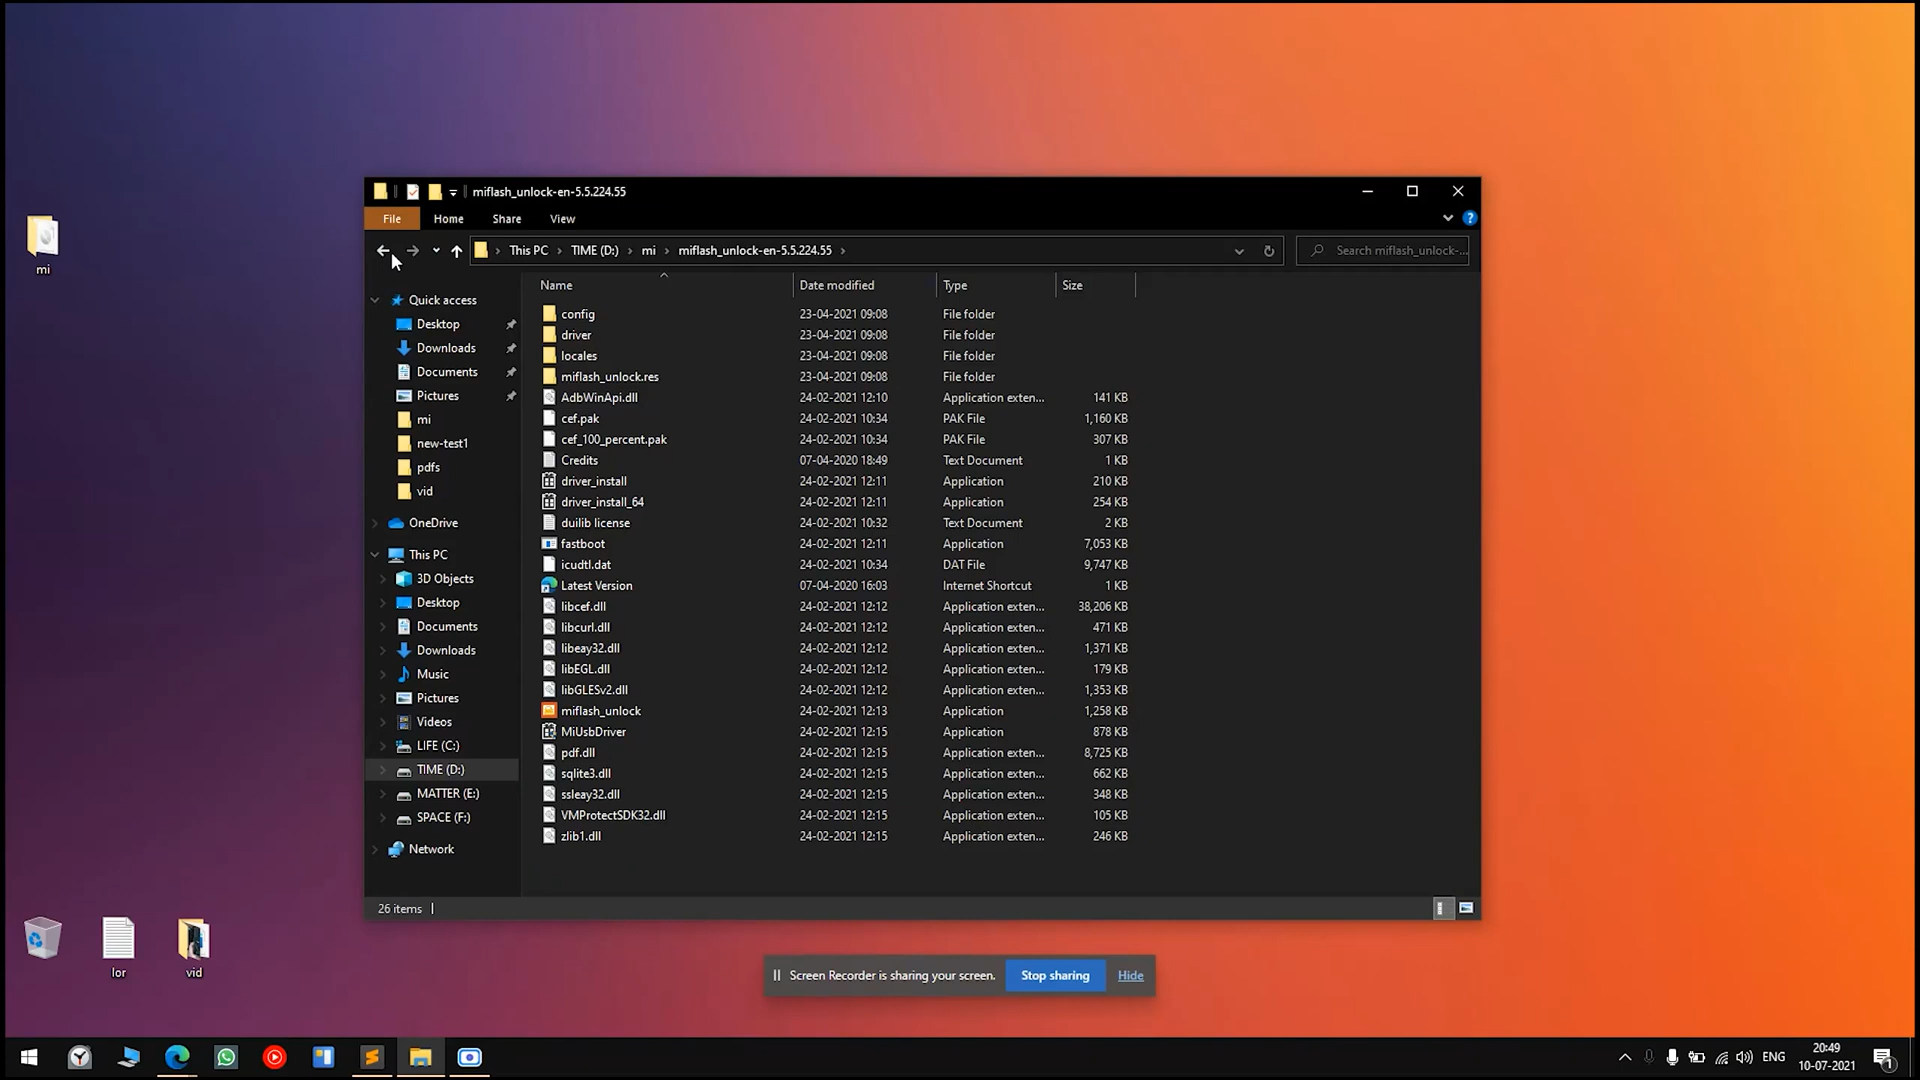 mi
miflash_unlock-en-5.5.224.55
File Home Share View
This PC TIME (D:) mi miflash_unlock-en-5.5.224.55
Search miflash_unlock-...
Name Date modified Type Size
Quick access
Desktop
Downloads
Documents
Pictures
mi
new-test1
pdfs
vid
OneDrive
This PC
3D Objects
Desktop
Documents
Downloads
Music
Pictures
Videos
LIFE (C:)
TIME (D:)
MATTER (E:)
SPACE (F:)
Network
config 23-04-2021 09:08 File folder
driver 23-04-2021 09:08 File folder
locales 23-04-2021 09:08 File folder
miflash_unlock.res 23-04-2021 09:08 File folder
AdbWinApi.dll 24-02-2021 12:10 Application exten... 141 KB
cef.pak 24-02-2021 10:34 PAK File 1,160 KB
cef_100_percent.pak 24-02-2021 10:34 PAK File 307 KB
Credits 07-04-2020 18:49 Text Document 1 KB
driver_install 24-02-2021 12:11 Application 210 KB
driver_install_64 24-02-2021 12:11 Application 254 KB
duilib license 24-02-2021 10:32 Text Document 2 KB
fastboot 24-02-2021 12:11 Application 7,053 KB
icudtl.dat 24-02-2021 10:34 DAT File 9,747 KB
Latest Version 07-04-2020 16:03 Internet Shortcut 1 KB
libcef.dll 24-02-2021 12:12 Application exten... 38,206 KB
libcurl.dll 24-02-2021 12:12 Application exten... 471 KB
libeay32.dll 24-02-2021 12:12 Application exten... 1,371 KB
libEGL.dll 24-02-2021 12:12 Application exten... 179 KB
libGLESv2.dll 24-02-2021 12:12 Application exten... 1,353 KB
miflash_unlock 24-02-2021 12:13 Application 1,258 KB
MiUsbDriver 24-02-2021 12:15 Application 878 KB
pdf.dll 24-02-2021 12:15 Application exten... 8,725 KB
sqlite3.dll 24-02-2021 12:15 Application exten... 662 KB
ssleay32.dll 24-02-2021 12:15 Application exten... 348 KB
VMProtectSDK32.dll 24-02-2021 12:15 Application exten... 105 KB
zlib1.dll 24-02-2021 12:15 Application exten... 246 KB
26 items
lor
vid
Screen Recorder is sharing your screen. Stop sharing Hide
ENG
20:49
10-07-2021
1